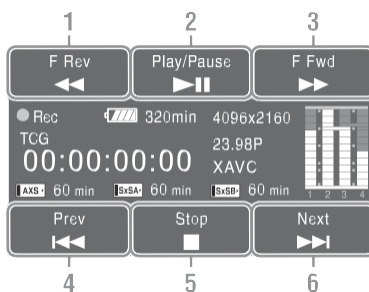 1 2 3
F Rev Play/Pause F Fwd
Rec 320min 4096x2160
TCG 23.98P
00:00:00:00 XAVC
AXS 60 min SxSA 60 min SxSB 60 min
1 2 3 4
Prev Stop Next
4 5 6